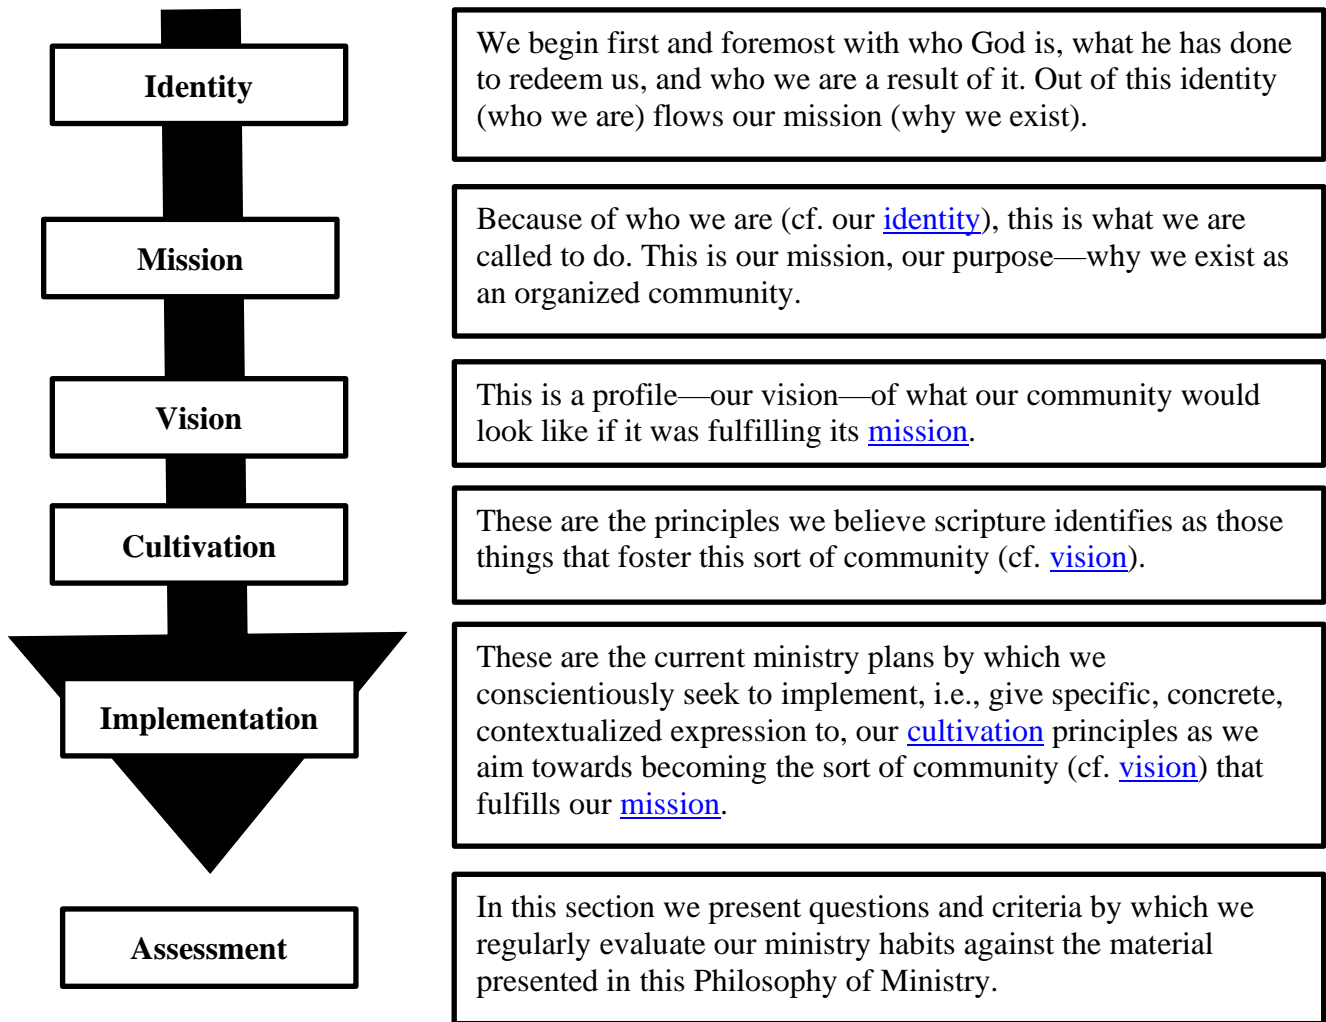 Identity
We begin first and foremost with who God is, what he has done
to redeem us, and who we are a result of it. Out of this identity
(who we are) flows our mission (why we exist).
Mission
Because of who we are (cf. our identity), this is what we are
called to do. This is our mission, our purpose—why we exist as
an organized community.
Vision
This is a profile—our vision—of what our community would
look like if it was fulfilling its mission.
Cultivation
These are the principles we believe scripture identifies as those
things that foster this sort of community (cf. vision).
Implementation
These are the current ministry plans by which we
conscientiously seek to implement, i.e., give specific, concrete,
contextualized expression to, our cultivation principles as we
aim towards becoming the sort of community (cf. vision) that
fulfills our mission.
Assessment
In this section we present questions and criteria by which we
regularly evaluate our ministry habits against the material
presented in this Philosophy of Ministry.